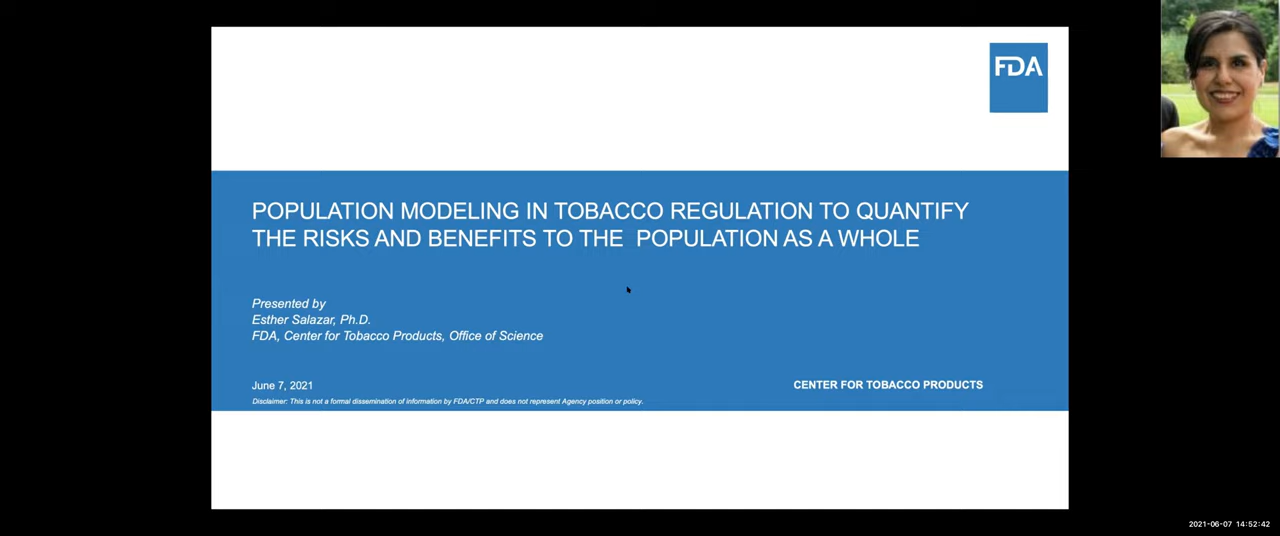 FDA
POPULATION MODELING IN TOBACCO REGULATION TO QUANTIFY
THE RISKS AND BENEFITS TO THE POPULATION AS A WHOLE
Presented by
Esther Salazar, Ph.D.
FDA, Center for Tobacco Products, Office of Science
June 7, 2021
CENTER FOR TOBACCO PRODUCTS
Disclaimer: This is not a formal dissemination of information by FDA/CTP and does not represent Agency position or policy.
2021-06-07 14:52:42